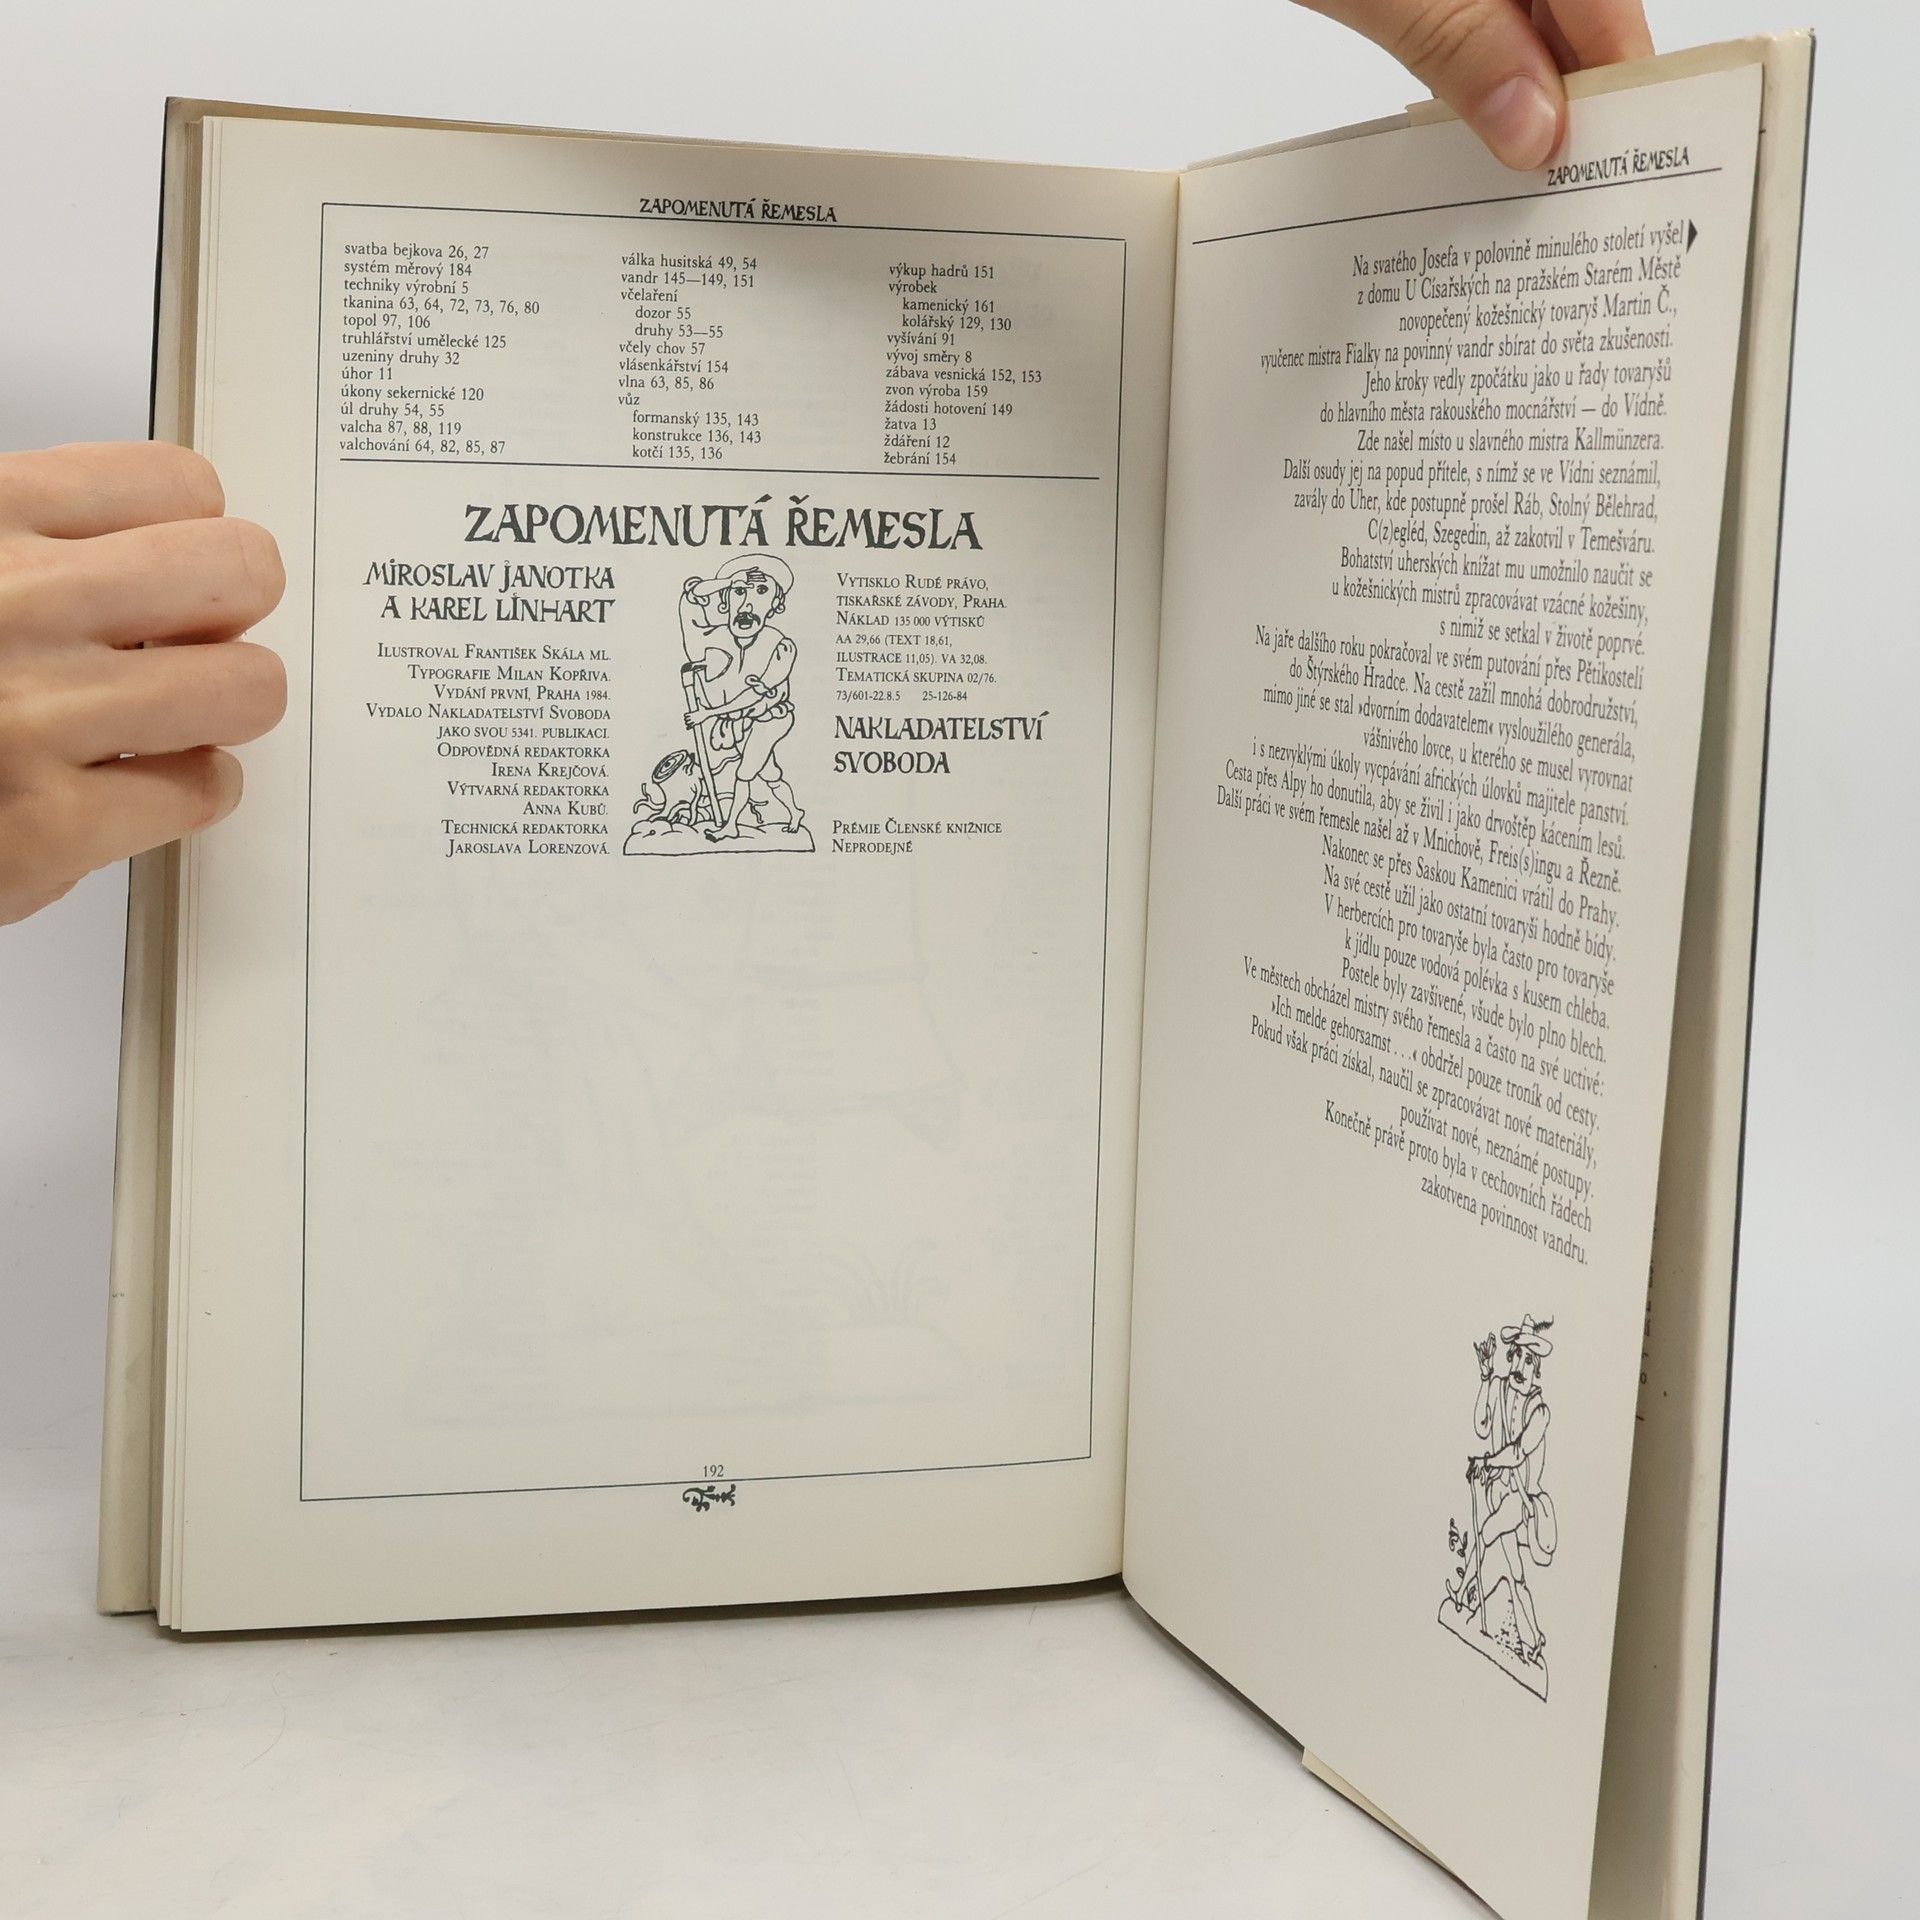 ZAPOMENUTÁ ŘEMESLA
svatba bejkova 26, 27
systém měrový 184
techniky výrobní 5
tkanina 63, 64, 72, 73, 76, 80
topol 97, 106
truhlářství umělecké 125
uzeniny druhy 32
úhor 11
úkony sekernické 120
úl druhy 54, 55
valcha 87, 88, 119
valchování 64, 82, 85, 87
válka husitská 49, 54
vandr 145—149, 151
včelaření
dozor 55
druhy 53—55
včely chov 57
vlásenkářství 154
vlna 63, 85, 86
vůz
formanský 135, 143
konstrukce 136, 143
kotčí 135, 136
výkup hadrů 151
výrobek
kamenický 161
kolářský 129, 130
vyšívání 91
vývoj směry 8
zábava vesnická 152, 153
zvon výroba 159
žádosti hotovení 149
žatva 13
ždáření 12
žebrání 154
ZAPOMENUTÁ ŘEMESLA
MIROSLAV JANOTKA
A KAREL LINHART
ILUSTROVAL FRANTIŠEK SKÁLA ML.
TYPOGRAFIE MILAN KOPŘIVA.
VYDÁNÍ PRVNÍ, PRAHA 1984.
VYDALO NAKLADATELSTVÍ SVOBODA
JAKO SVOU 5341. PUBLIKACI.
ODPOVĚDNÁ REDAKTORKA
IRENA KREJČOVÁ.
VÝTVARNÁ REDAKTORKA
ANNA KUBŮ.
TECHNICKÁ REDAKTORKA
JAROSLAVA LORENZOVÁ.
VYTISKLO RUDÉ PRÁVO,
TISKAŘSKÉ ZÁVODY, PRAHA.
NÁKLAD 135 000 VÝTISKŮ
AA 29,66 (TEXT 18,61,
ILUSTRACE 11,05). VA 32,08.
TEMATICKÁ SKUPINA 02/76.
73/601-22.8.5 25-126-84
NAKLADATELSTVÍ
SVOBODA
PRÉMIE ČLENSKÉ KNIŽNICE
NEPRODEJNÉ
192
ZAPOMENUTÁ ŘEMESLA
Na svatého Josefa v polovině minulého století vyšel
z domu U Císařských na pražském Starém Městě
novopečený kožešnický tovaryš Martin Č.,
vyučenec mistra Fialky na povinný vandr sbírat do světa zkušenosti.
Jeho kroky vedly zpočátku jako u řady tovaryšů
do hlavního města rakouského mocnářství — do Vídně.
Zde našel místo u slavného mistra Kallmünzera.
Další osudy jej na popud přítele, s nímž se ve Vídni seznámil,
zavály do Uher, kde postupně prošel Ráb, Stolný Bělehrad,
C(z)egléd, Szegedin, až zakotvil v Temešváru.
Bohatství uherských knížat mu umožnilo naučit se
u kožešnických mistrů zpracovávat vzácné kožešiny,
s nimiž se setkal v životě poprvé.
Na jaře dalšího roku pokračoval ve svém putování přes Pětikostelí
do Štýrského Hradce. Na cestě zažil mnohá dobrodružství,
mimo jiné se stal »dvorním dodavatelem« vysloužilého generála,
vášnivého lovce, u kterého se musel vyrovnat
i s nezvyklými úkoly vycpávání afrických úlovků majitele panství.
Cesta přes Alpy ho donutila, aby se živil i jako drvoštěp kácením lesů.
Další práci ve svém řemesle našel až v Mnichově, Freis(s)ingu a Řezně.
Nakonec se přes Saskou Kamenici vrátil do Prahy.
Na své cestě užil jako ostatní tovaryši hodně bídy.
V herbercích pro tovaryše byla často pro tovaryše
k jídlu pouze vodová polévka s kusem chleba.
Postele byly zavšivené, všude bylo plno blech.
Ve městech obcházel mistry svého řemesla a často na své uctivé:
»Ich melde gehorsamst . . .« obdržel pouze troník od cesty.
Pokud však práci získal, naučil se zpracovávat nové materiály,
používat nové, neznámé postupy.
Konečně právě proto byla v cechovních řádech
zakotvena povinnost vandru.